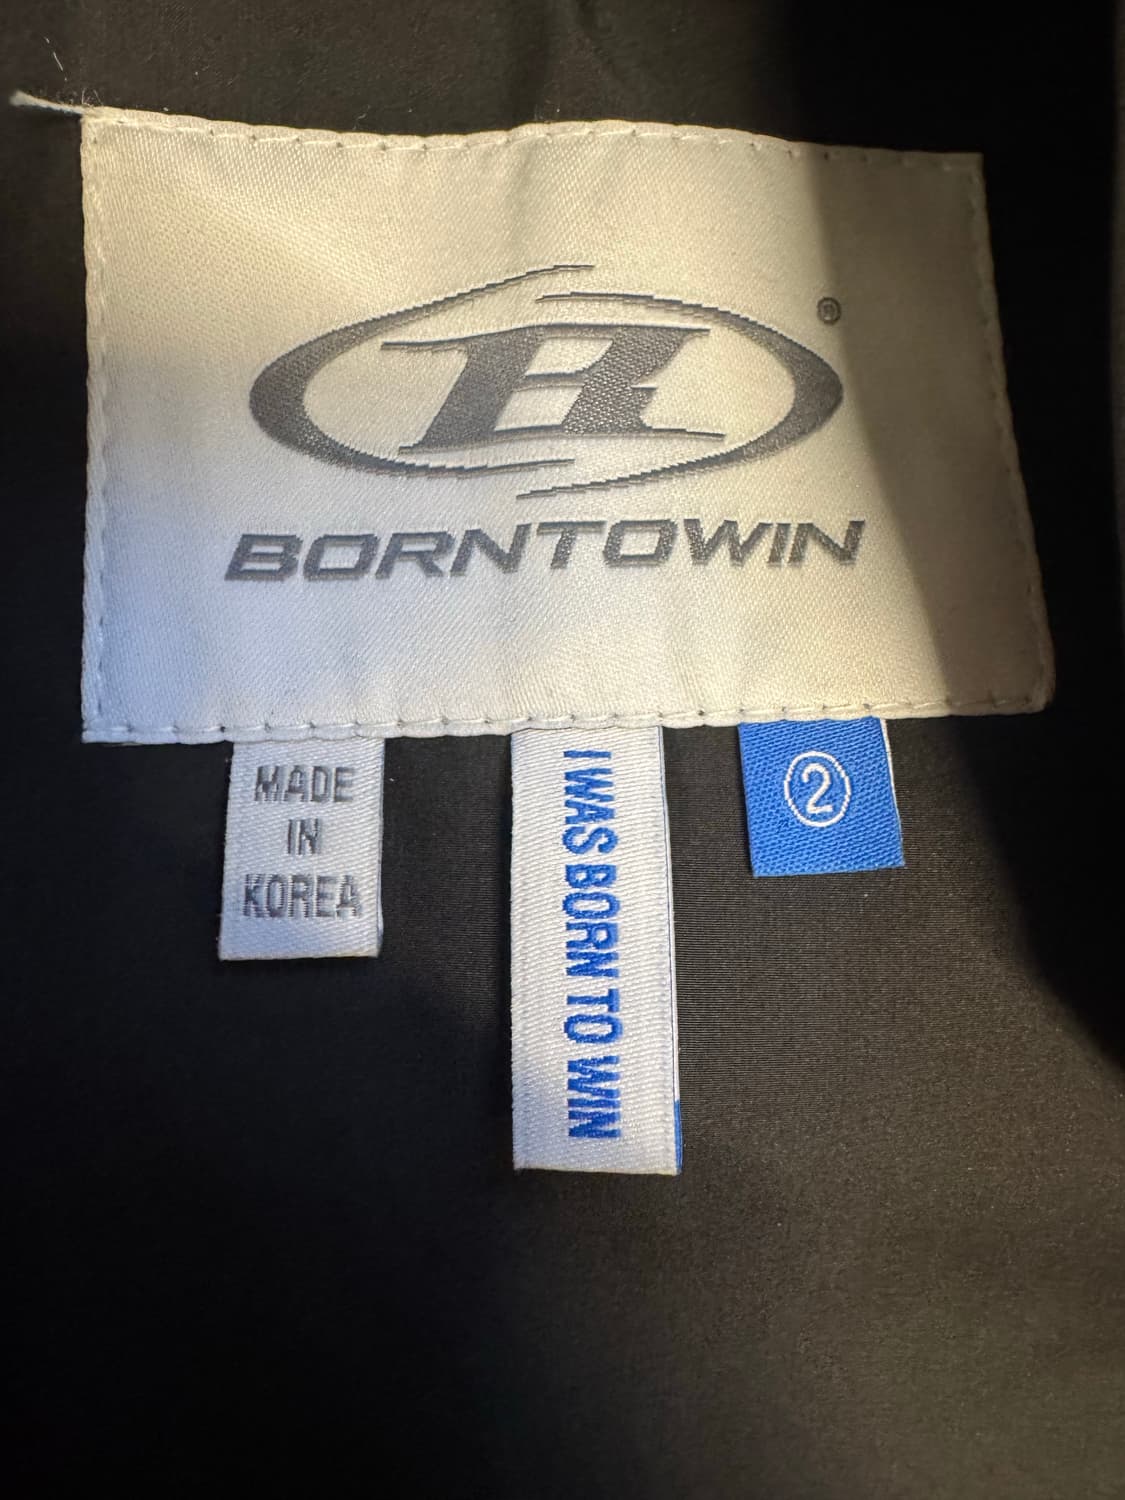 B
®
BORNTOWIN
MADE
IN
KOREA
I WAS BORN TO WIN
②